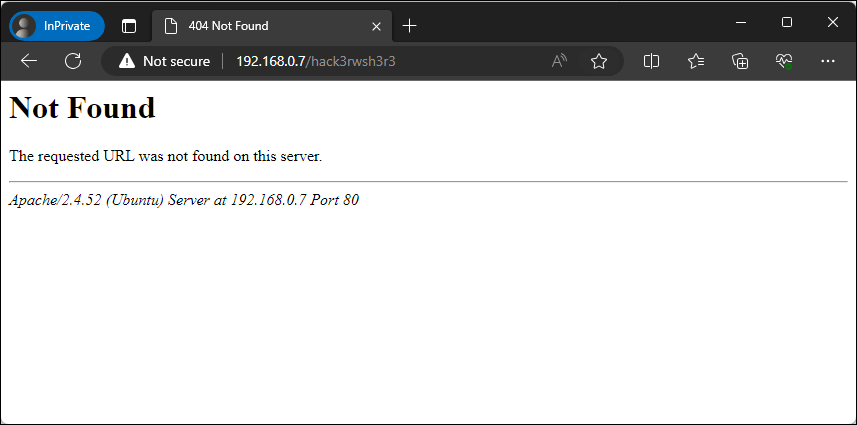 InPrivate
404 Not Found
Not secure
192.168.0.7/hack3rwsh3r3
Not Found
The requested URL was not found on this server.
Apache/2.4.52 (Ubuntu) Server at 192.168.0.7 Port 80